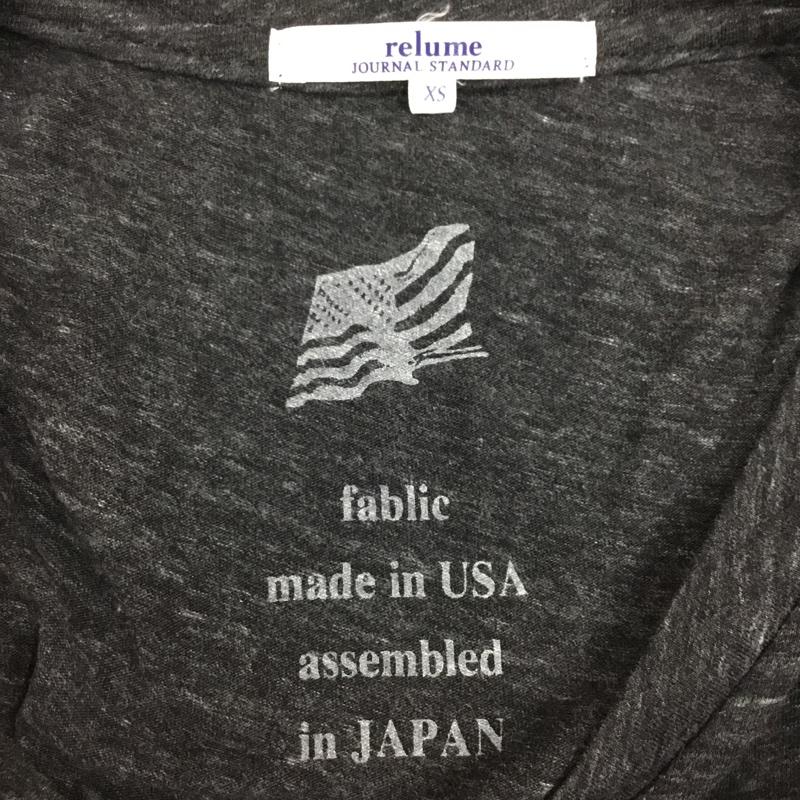 relume
JOURNAL STANDARD
XS
fablic
made in USA
assembled
in JAPAN